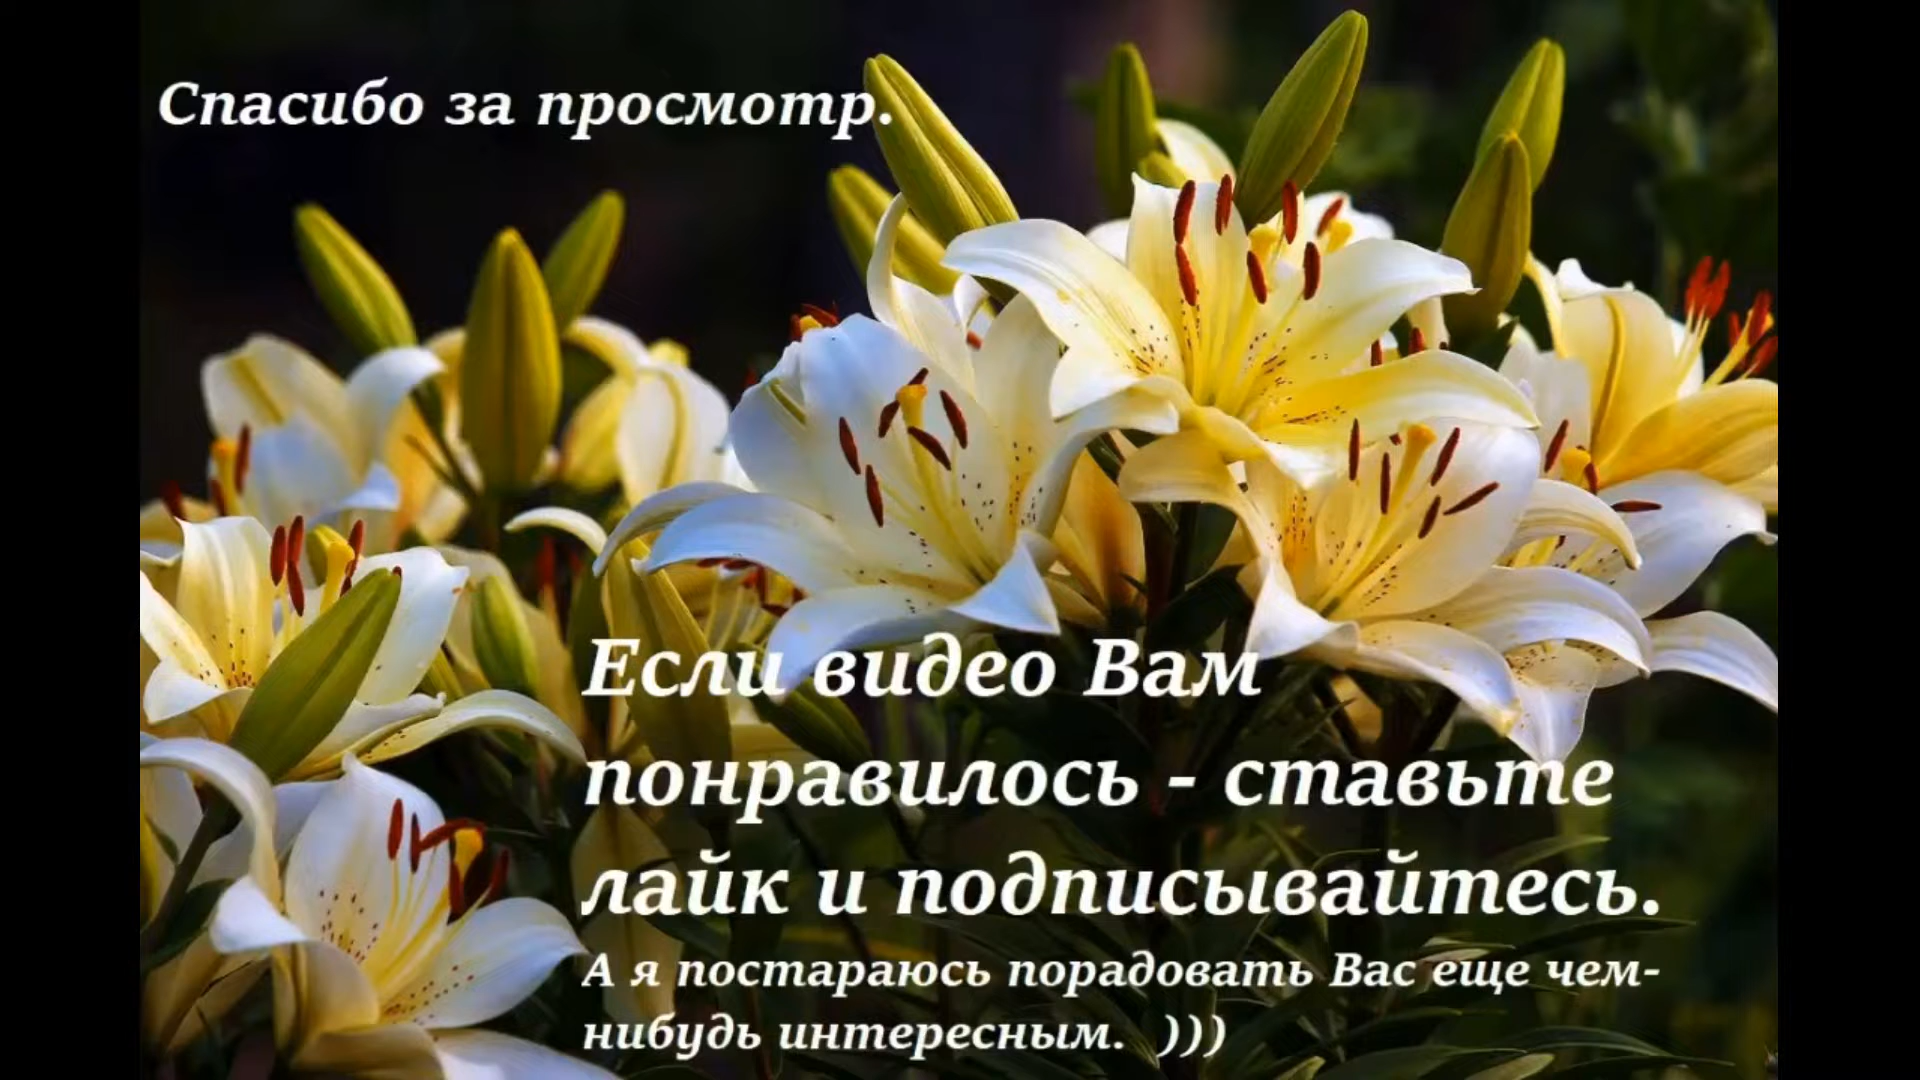 Спасибо за просмотр.
Если видео Вам
понравилось - ставьте
лайк и подписывайтесь.
А я постараюсь порадовать Вас еще чем-
нибудь интересным. )))